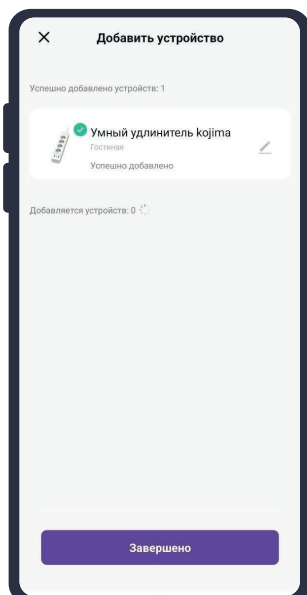 Добавить устройство
Успешно добавлено устройств: 1
Умный удлинитель kojima
Гостиная
Успешно добавлено
Добавляется устройств: 0
Завершено